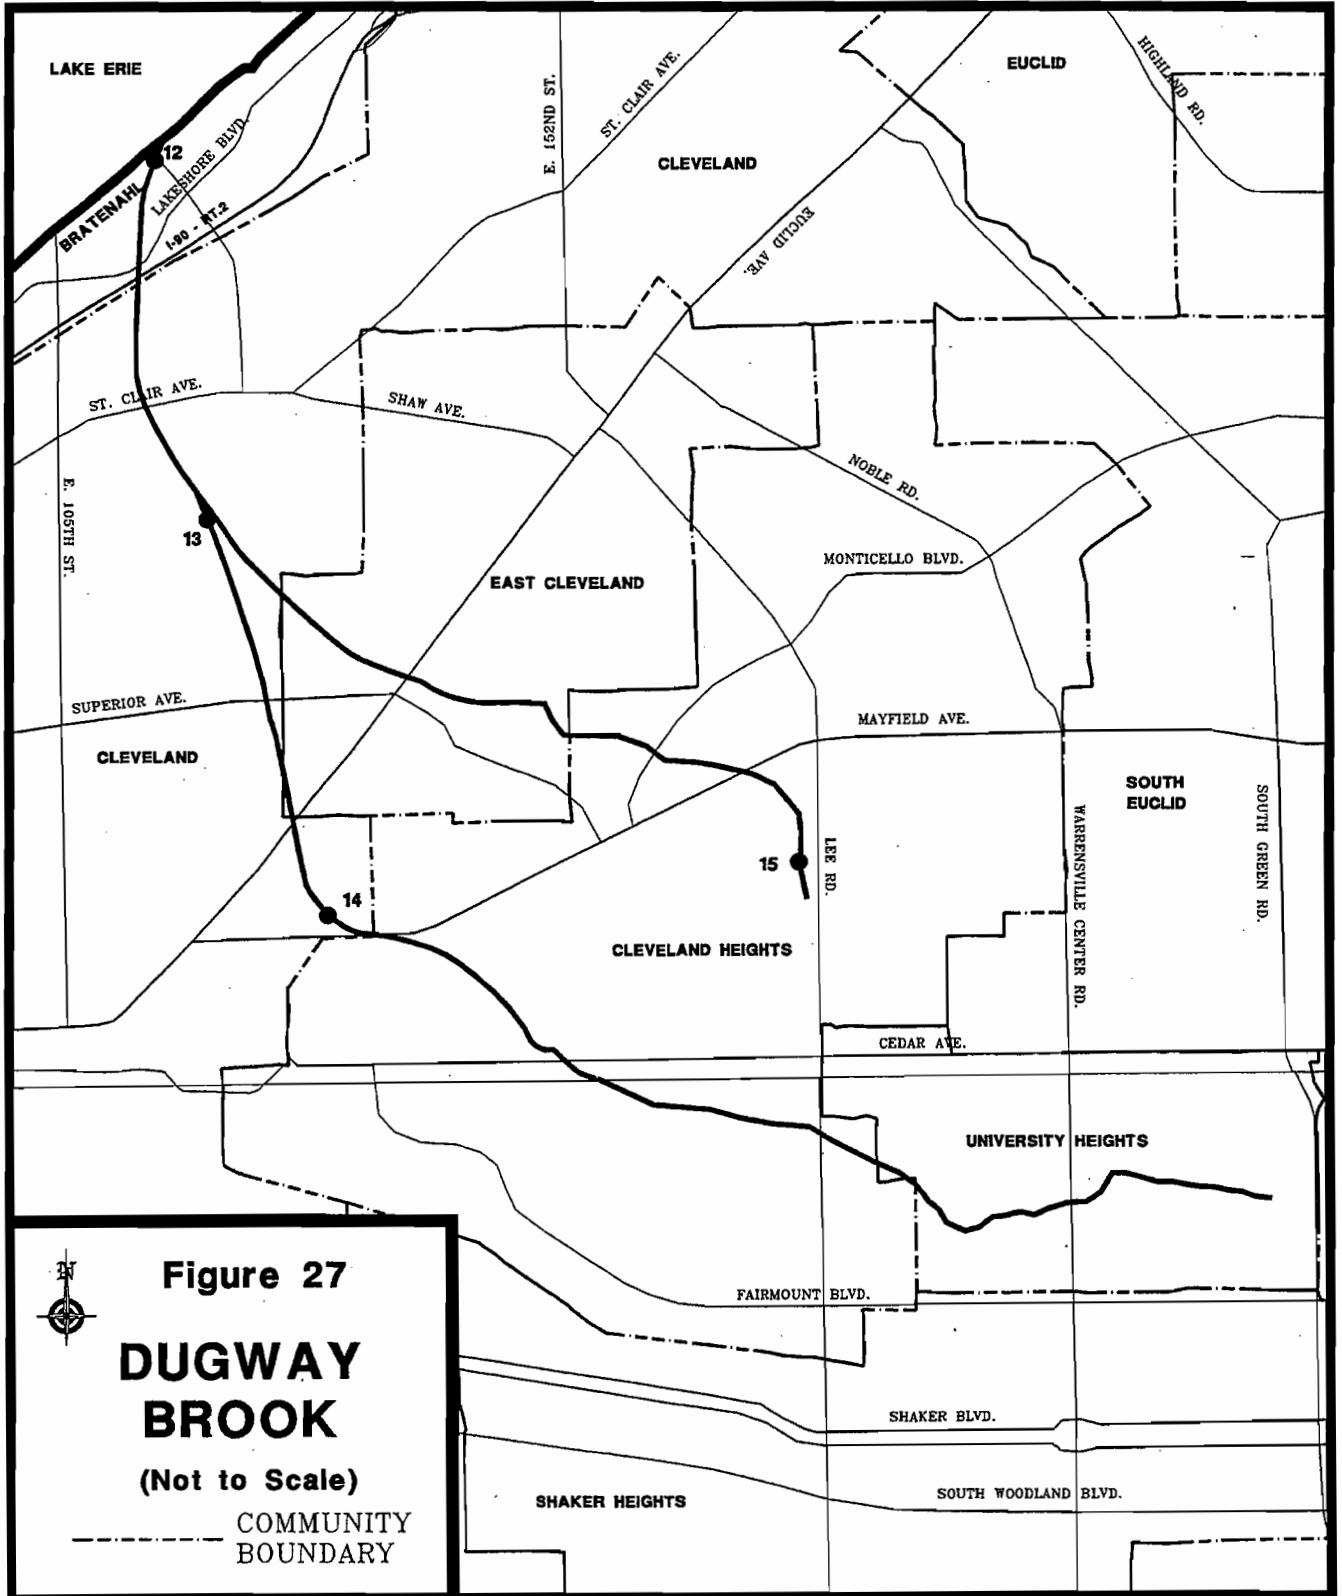 LAKE ERIE
EUCLID
HIGHLAND RD.
E. 152ND ST.
ST. CLAIR AVE.
12
LAKESHORE BLVD.
CLEVELAND
BRATENAHL
I-90 - RT.2
EUCLID AVE.
ST. CLAIR AVE.
SHAW AVE.
NOBLE RD.
E. 105TH ST.
13
MONTICELLO BLVD.
EAST CLEVELAND
SUPERIOR AVE.
MAYFIELD AVE.
CLEVELAND
SOUTH
EUCLID
SOUTH GREEN RD.
WARRENSVILLE CENTER RD.
15
LEE RD.
14
CLEVELAND HEIGHTS
CEDAR AVE.
UNIVERSITY HEIGHTS
FAIRMOUNT BLVD.
SHAKER BLVD.
SOUTH WOODLAND BLVD.
SHAKER HEIGHTS
N
Figure 27
DUGWAY
BROOK
(Not to Scale)
COMMUNITY
BOUNDARY